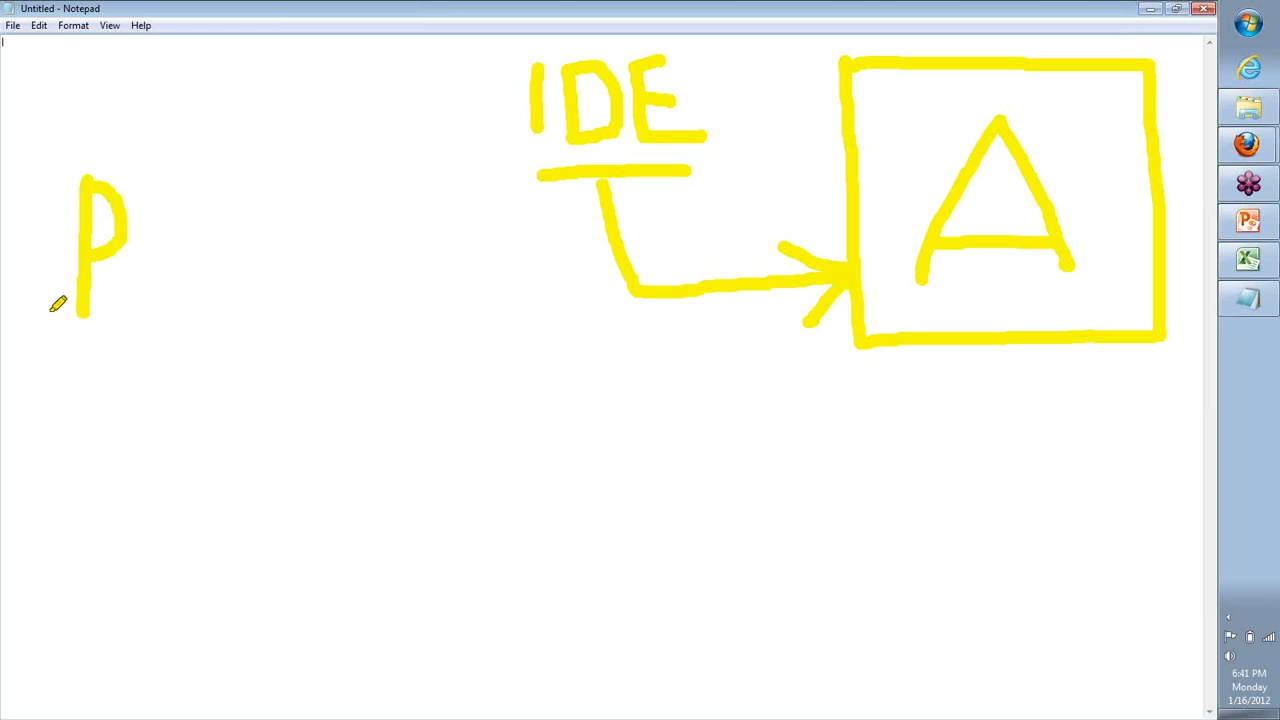 Untitled - Notepad
File Edit Format View Help
IDE
A
P
6:41 PM
Monday
1/16/2012